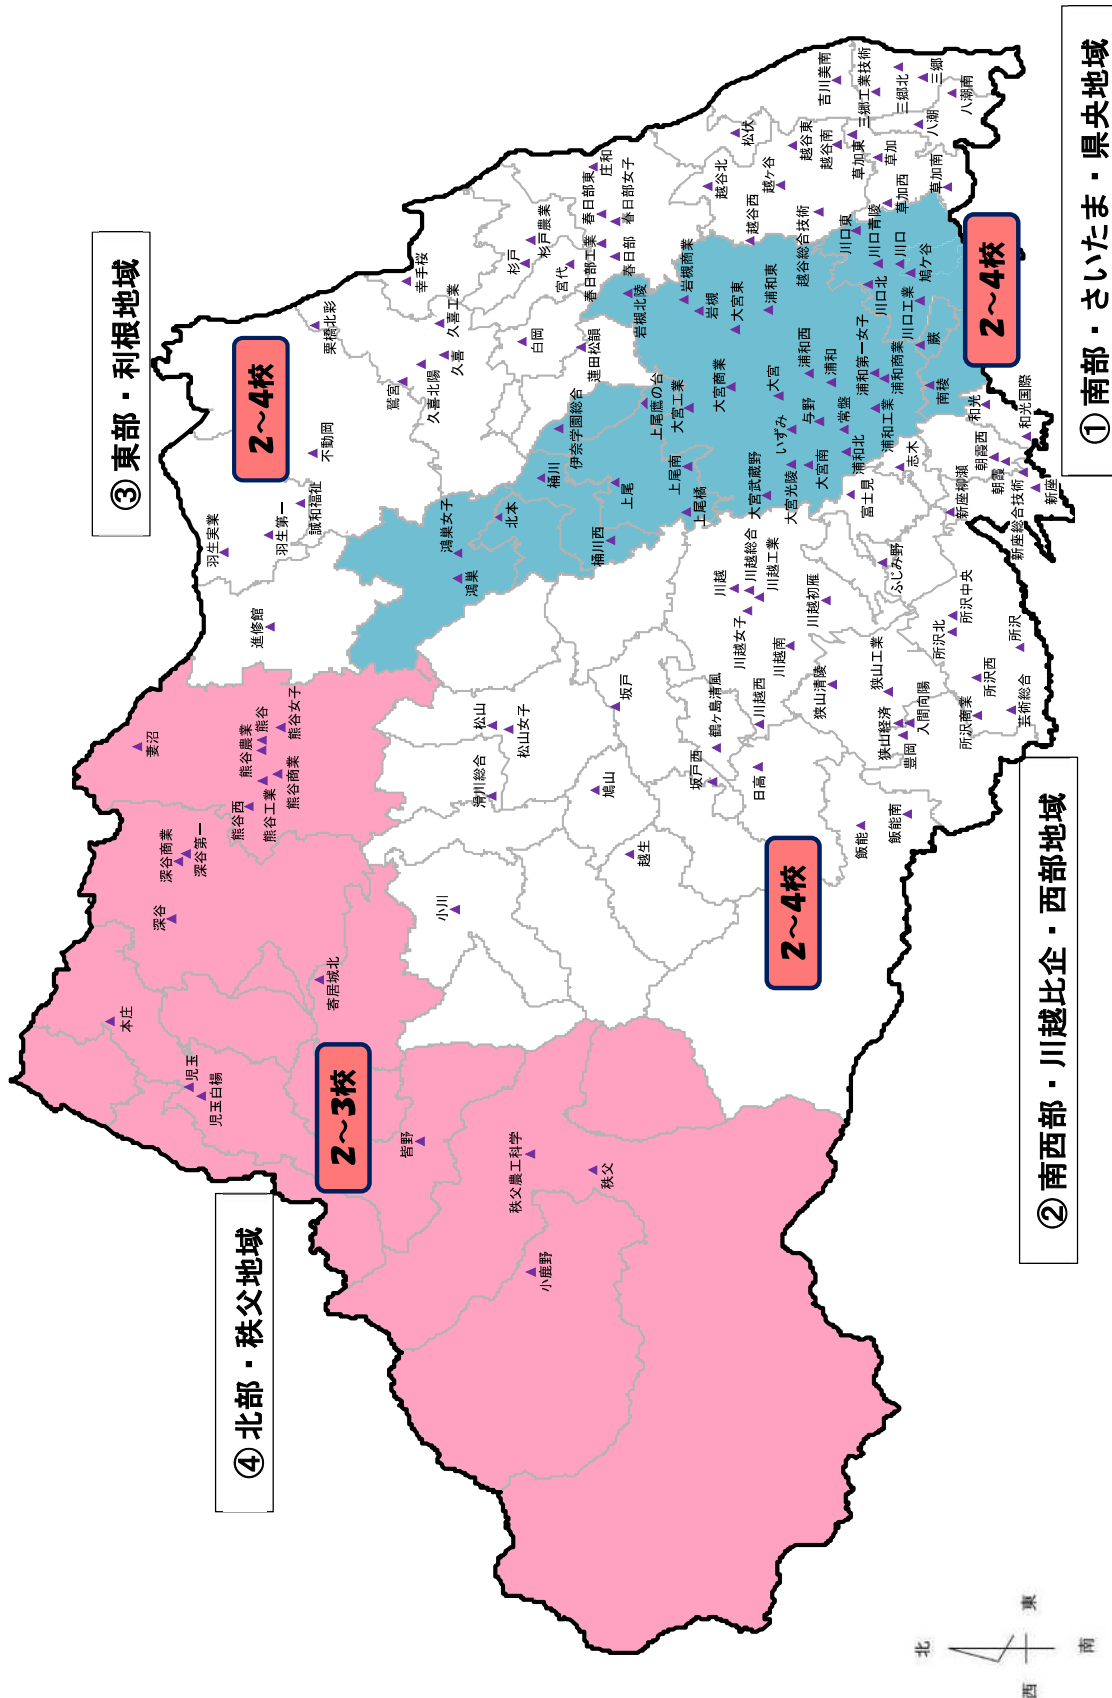 ③ 東部・利根地域
④ 北部・秩父地域
① 南部・さいたま・県央地域
② 南西部・川越比企・西部地域
2～4校
2～3校
2～4校
2～4校
妻沼
熊谷農業
熊谷
熊谷女子
熊谷西
熊谷工業
熊谷商業
深谷商業
深谷第一
深谷
本庄
児玉
児玉白楊
寄居城北
皆野
秩父農工科学
秩父
小鹿野
羽生実業
羽生第一
誠和福祉
進修館
不動岡
栗橋北彩
幸手桜
鷲宮
久喜北陽
久喜
久喜工業
杉戸
杉戸農業
宮代
白岡
蓮田松韻
春日部工業
春日部
春日部東
春日部女子
庄和
松伏
越谷北
越ケ谷
越谷西
越谷東
越谷南
越谷総合技術
吉川美南
三郷工業技術
三郷北
三郷
八潮
八潮南
草加東
草加
草加西
草加南
鴻巣女子
鴻巣
北本
桶川
桶川西
伊奈学園総合
上尾鷹の台
上尾
上尾南
上尾橘
岩槻北陵
岩槻商業
岩槻
大宮東
大宮商業
大宮工業
大宮
大宮武蔵野
大宮光陵
大宮南
いずみ
与野
常盤
浦和東
浦和西
浦和
浦和第一女子
浦和商業
浦和工業
浦和北
南稜
蕨
川口東
川口青陵
川口
川口北
川口工業
鳩ケ谷
小川
滑川総合
松山
松山女子
鳩山
越生
坂戸
坂戸西
鶴ヶ島清風
日高
川越
川越総合
川越工業
川越女子
川越初雁
川越南
川越西
狭山清陵
狭山工業
狭山経済
入間向陽
豊岡
飯能
飯能南
所沢商業
所沢西
芸術総合
所沢北
所沢中央
所沢
ふじみ野
富士見
志木
新座柳瀬
新座総合技術
新座
朝霞西
朝霞
和光
和光国際
北
東
南
西